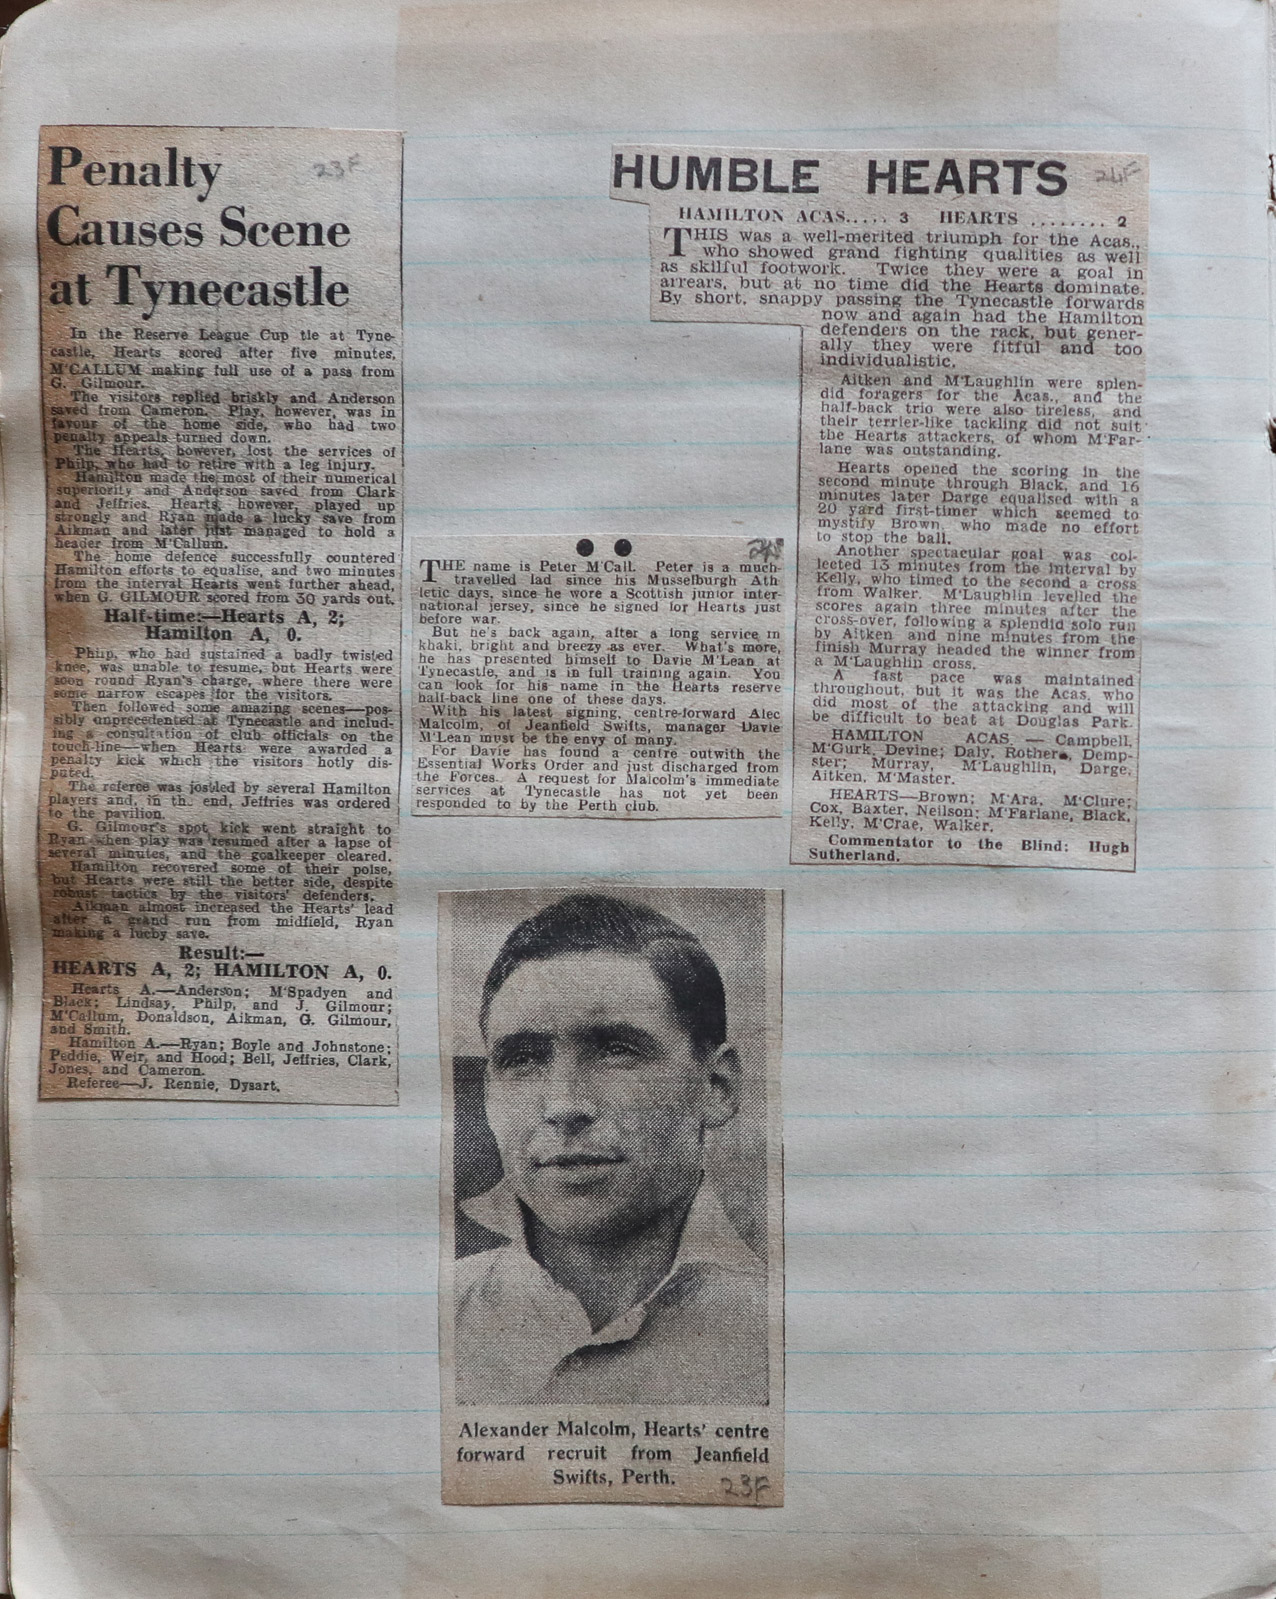 Penalty
Causes Scene
at Tynecastle
23F
In the Reserve League Cup tie at Tyne-
castle, Hearts scored after five minutes,
M'CALLUM making full use of a pass from
G. Gilmour.
The visitors replied briskly and Anderson
saved from Cameron. Play, however, was in
favour of the home side, who had two
penalty appeals turned down.
The Hearts, however, lost the services of
Philp, who had to retire with a leg injury.
Hamilton made the most of their numerical
superiority and Anderson saved from Clark
and Jeffries. Hearts, however, played up
strongly and Ryan made a lucky save from
Aikman and later just managed to hold a
header from M'Callum.
The home defence successfully countered
Hamilton efforts to equalise, and two minutes
from the interval Hearts went further ahead,
when G. GILMOUR scored from 30 yards out.
Half-time:—Hearts A, 2;
Hamilton A, 0.
Philp, who had sustained a badly twisted
knee, was unable to resume, but Hearts were
soon round Ryan's charge, where there were
some narrow escapes for the visitors.
Then followed some amazing scenes—pos-
sibly unprecedented at Tynecastle and includ-
ing a consultation of club officials on the
touch-line—when Hearts were awarded a
penalty kick which the visitors hotly dis-
puted.
The referee was jostled by several Hamilton
players and, in th. end, Jeffries was ordered
to the pavilion.
G. Gilmour's spot kick went straight to
Ryan when play was resumed after a lapse of
several minutes, and the goalkeeper cleared.
Hamilton recovered some of their poise,
but Hearts were still the better side, despite
robust tactics by the visitors' defenders.
Aikman almost increased the Hearts' lead
after a grand run from midfield, Ryan
making a lucby save.
Result:—
HEARTS A, 2; HAMILTON A, 0.
Hearts A.—Anderson; M'Spadyen and
Black; Lindsay, Philp, and J. Gilmour;
M'Callum, Donaldson, Aikman, G. Gilmour,
and Smith.
Hamilton A.—Ryan; Boyle and Johnstone;
Peddie, Weir, and Hood; Bell, Jeffries, Clark,
Jones, and Cameron.
Referee—J. Rennie, Dysart.
THE name is Peter M'Call. Peter is a much-
travelled lad since his Musselburgh Ath
letic days, since he wore a Scottish junior inter-
national jersey, since he signed for Hearts just
before war.
But he's back again, after a long service in
khaki, bright and breezy as ever. What's more,
he has presented himself to Davie M'Lean at
Tynecastle, and is in full training again. You
can look for his name in the Hearts reserve
half-back line one of these days.
With his latest signing, centre-forward Alec
Malcolm, of Jeanfield Swifts, manager Davie
M'Lean must be the envy of many.
For Davie has found a centre outwith the
Essential Works Order and just discharged from
the Forces. A request for Malcolm's immediate
services at Tynecastle has not yet been
responded to by the Perth club.
HUMBLE HEARTS
24F
HAMILTON ACAS..... 3 HEARTS ........ 2
THIS was a well-merited triumph for the Acas.,
who showed grand fighting qualities as well
as skilful footwork. Twice they were a goal in
arrears, but at no time did the Hearts dominate.
By short, snappy passing the Tynecastle forwards
now and again had the Hamilton
defenders on the rack, but gener-
ally they were fitful and too
individualistic.
Aitken and M'Laughlin were splen-
did foragers for the Acas., and the
half-back trio were also tireless, and
their terrier-like tackling did not suit
the Hearts attackers, of whom M'Far-
lane was outstanding.
Hearts opened the scoring in the
second minute through Black, and 16
minutes later Darge equalised with a
20 yard first-timer which seemed to
mystify Brown, who made no effort
to stop the ball.
Another spectacular goal was col-
lected 13 minutes from the interval by
Kelly, who timed to the second a cross
from Walker. M'Laughlin levelled the
scores again three minutes after the
cross-over, following a splendid solo run
by Aitken and nine minutes from the
finish Murray headed the winner from
a M'Laughlin cross.
A fast pace was maintained
throughout, but it was the Acas. who
did most of the attacking and will
be difficult to beat at Douglas Park.
HAMILTON ACAS. — Campbell,
M'Gurk, Devine; Daly, Rothera, Demp-
ster; Murray, M'Laughlin, Darge,
Aitken, M'Master.
HEARTS—Brown; M'Ara, M'Clure;
Cox, Baxter, Neilson; M'Farlane, Black,
Kelly, M'Crae, Walker.
Commentator to the Blind: Hugh
Sutherland.
Alexander Malcolm, Hearts' centre
forward recruit from Jeanfield
Swifts, Perth.
23F